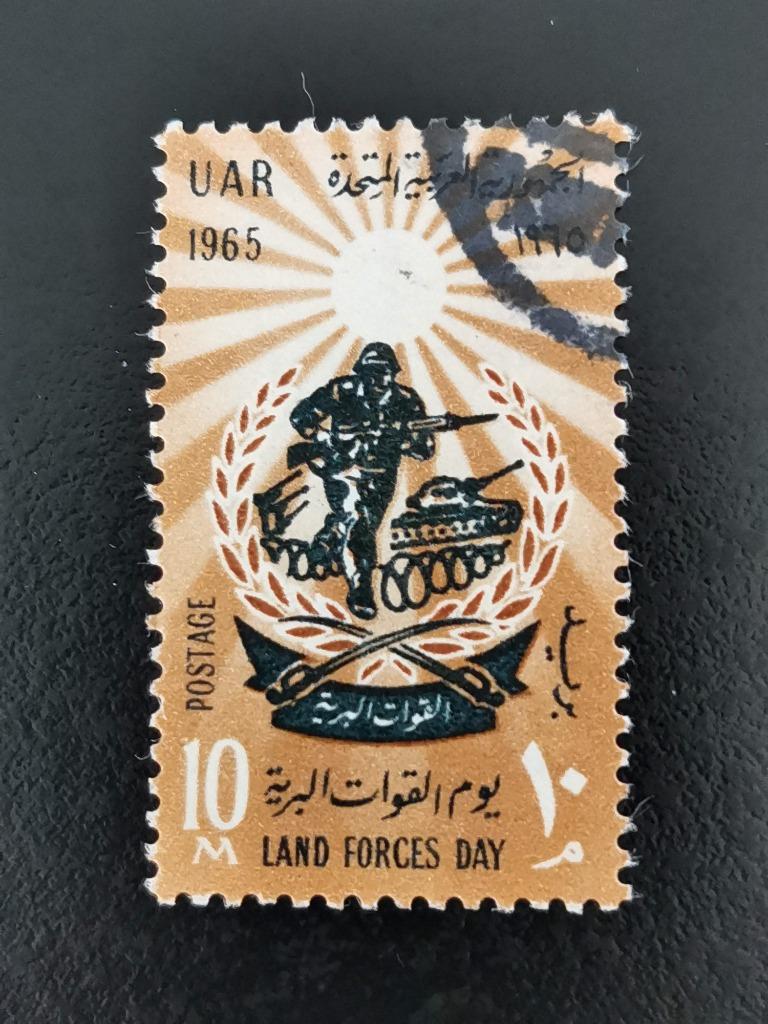 UAR الجمهورية العربية المتحدة
1965 ١٩٦٥
POSTAGE
بريد
القوات البرية
10 يوم القوات البرية ١٠
M LAND FORCES DAY م